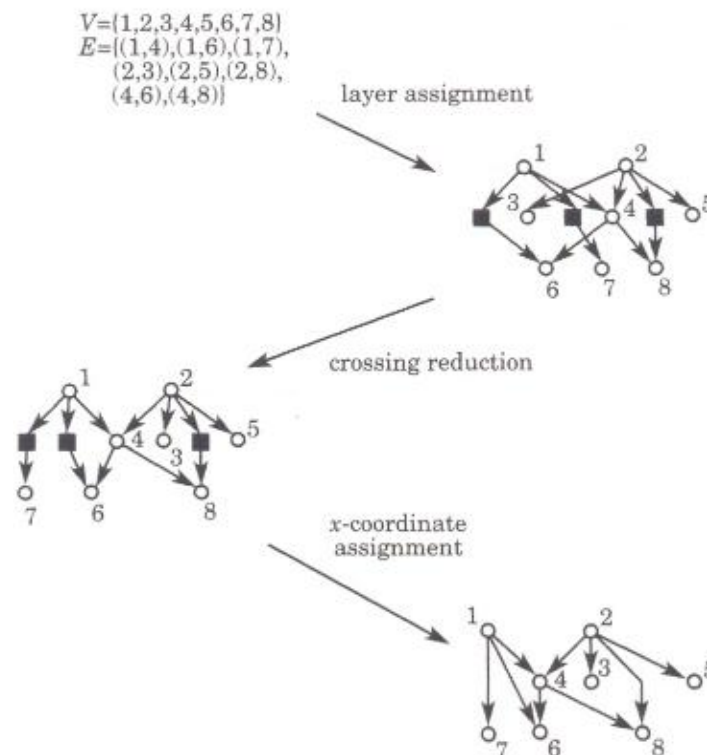 V={1,2,3,4,5,6,7,8}
E={(1,4),(1,6),(1,7),
(2,3),(2,5),(2,8),
(4,6),(4,8)}
layer assignment
1 2
3 4 5
6 7 8
crossing reduction
1 2
4 3 5
7 6 8
x-coordinate
assignment
1 2
4 3 5
7 6 8